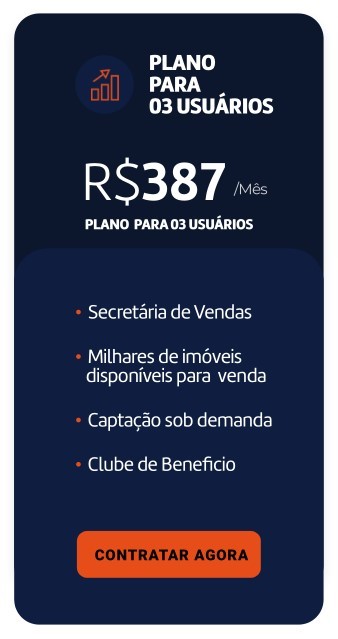 PLANO
PARA
03 USUÁRIOS
R$387 /Mês
PLANO PARA 03 USUÁRIOS
• Secretária de Vendas
• Milhares de imóveis
disponíveis para venda
• Captação sob demanda
• Clube de Beneficio
CONTRATAR AGORA